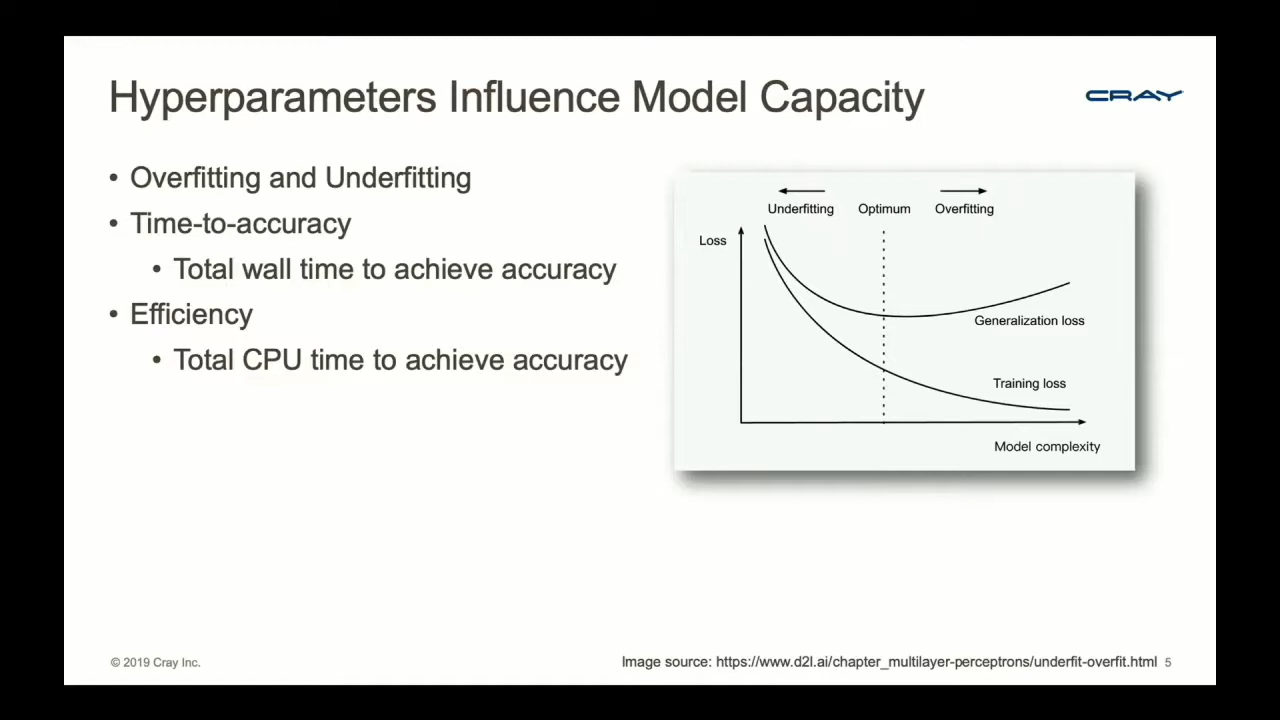 Hyperparameters Influence Model Capacity
CRAY
• Overfitting and Underfitting
• Time-to-accuracy
• Total wall time to achieve accuracy
• Efficiency
• Total CPU time to achieve accuracy
Underfitting Optimum Overfitting
Loss
Generalization loss
Training loss
Model complexity
© 2019 Cray Inc.
Image source: https://www.d2l.ai/chapter_multilayer-perceptrons/underfit-overfit.html 5